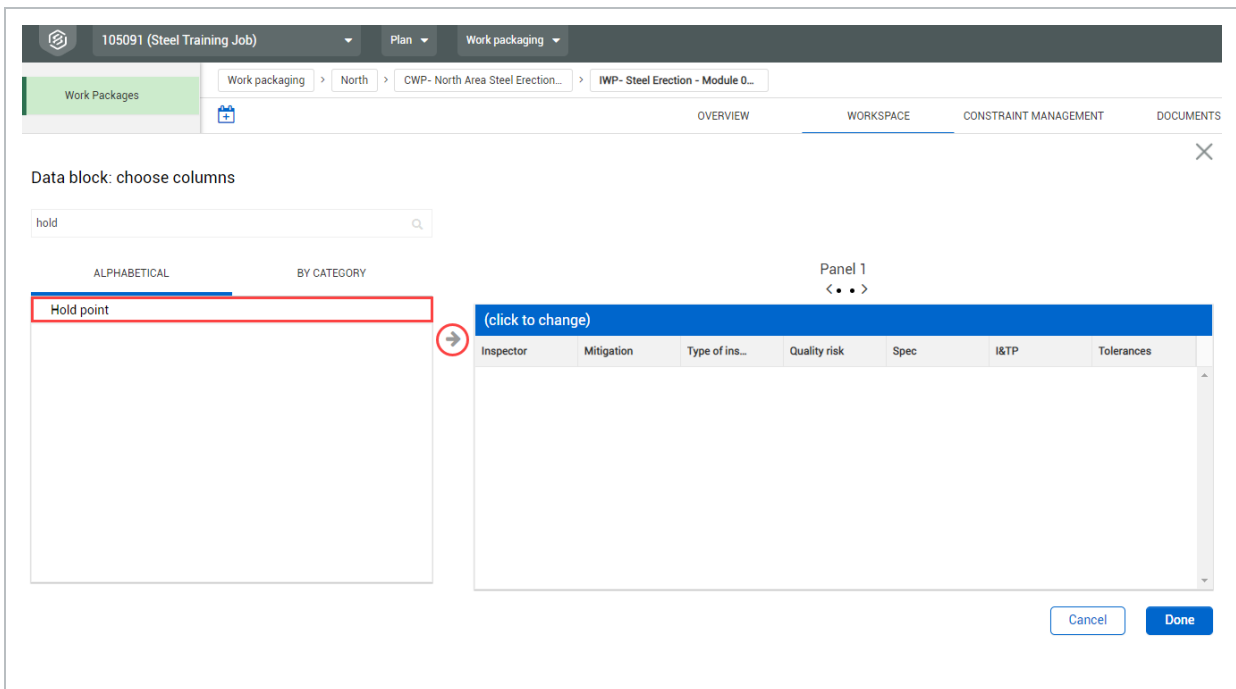 105091 (Steel Training Job) Plan Work packaging
Work Packages
Work packaging > North > CWP- North Area Steel Erection... > IWP- Steel Erection - Module 0...
OVERVIEW WORKSPACE CONSTRAINT MANAGEMENT DOCUMENTS
Data block: choose columns
hold
ALPHABETICAL BY CATEGORY
Panel 1
Hold point
(click to change)
Inspector Mitigation Type of ins... Quality risk Spec I&TP Tolerances
Cancel Done